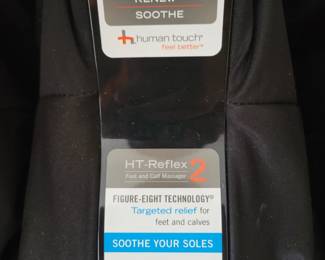 SOOTHE
human touch®
feel better™
HT-Reflex 2
Foot and Calf Massager
FIGURE-EIGHT TECHNOLOGY®
Targeted relief for
feet and calves
SOOTHE YOUR SOLES